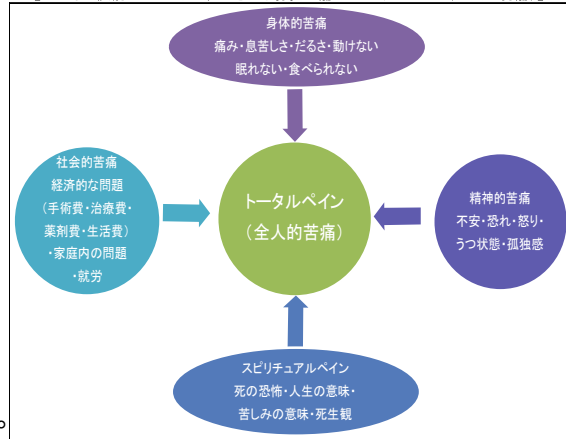 身体的苦痛
痛み・息苦しさ・だるさ・動けない
眠れない・食べられない
社会的苦痛
経済的な問題
（手術費・治療費・
薬剤費・生活費）
・家庭内の問題
・就労
トータルペイン
（全人的苦痛）
精神的苦痛
不安・恐れ・怒り・
うつ状態・孤独感
スピリチュアルペイン
死の恐怖・人生の意味・
苦しみの意味・死生観